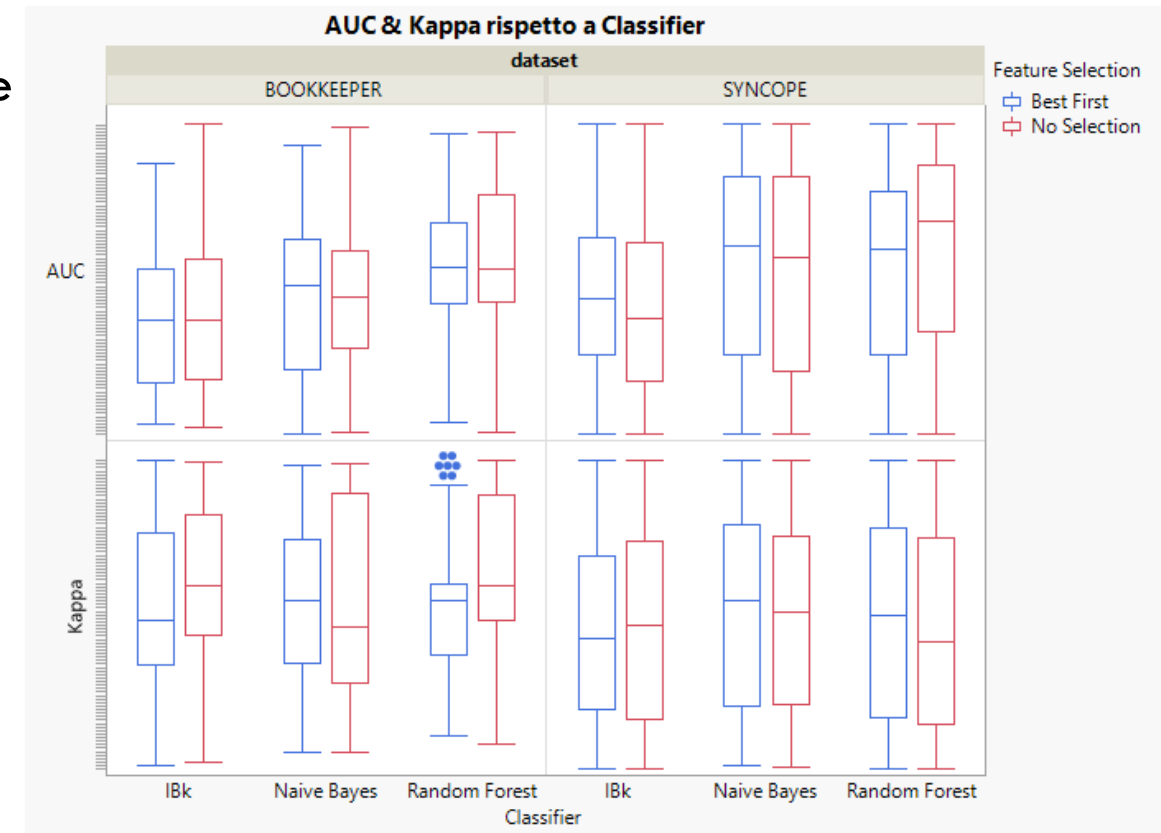 AUC & Kappa rispetto a Classifier
e
dataset
BOOKKEEPER SYNCOPE
Feature Selection
Best First
No Selection
AUC
Kappa
IBk Naive Bayes Random Forest IBk Naive Bayes Random Forest
Classifier